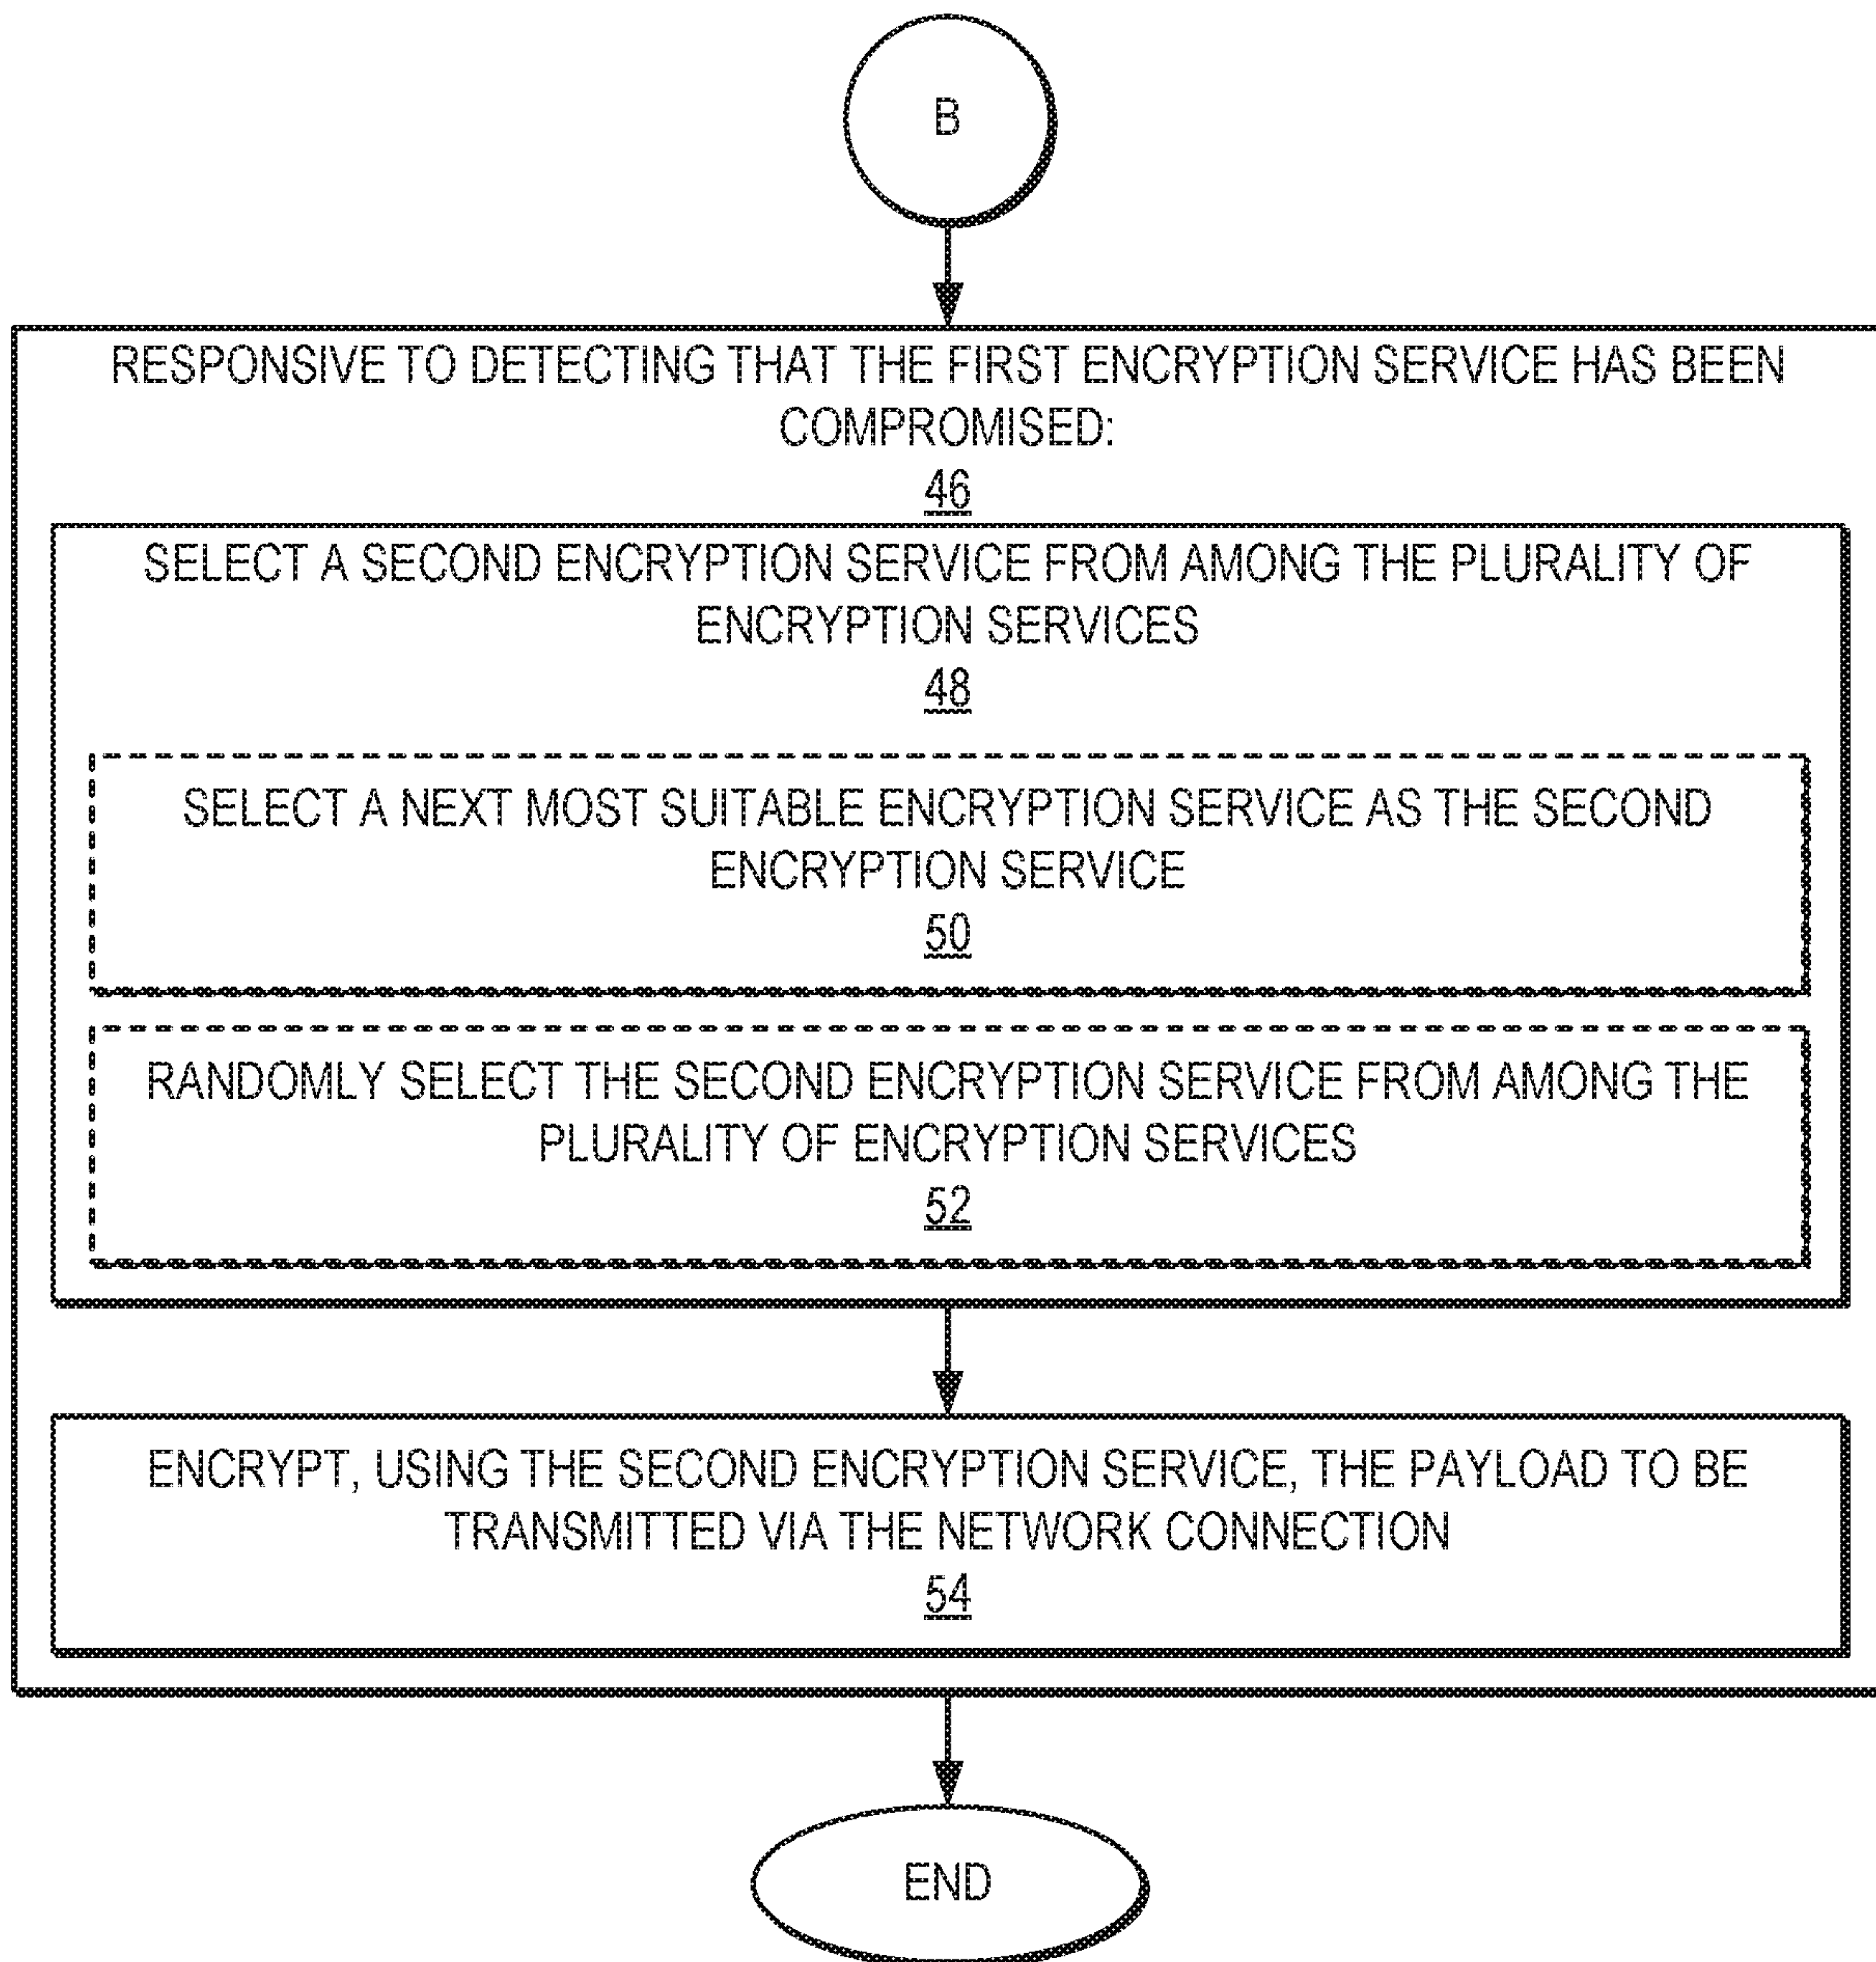 B
RESPONSIVE TO DETECTING THAT THE FIRST ENCRYPTION SERVICE HAS BEEN
COMPROMISED:
46
SELECT A SECOND ENCRYPTION SERVICE FROM AMONG THE PLURALITY OF
ENCRYPTION SERVICES
48
SELECT A NEXT MOST SUITABLE ENCRYPTION SERVICE AS THE SECOND
ENCRYPTION SERVICE
50
RANDOMLY SELECT THE SECOND ENCRYPTION SERVICE FROM AMONG THE
PLURALITY OF ENCRYPTION SERVICES
52
ENCRYPT, USING THE SECOND ENCRYPTION SERVICE, THE PAYLOAD TO BE
TRANSMITTED VIA THE NETWORK CONNECTION
54
END